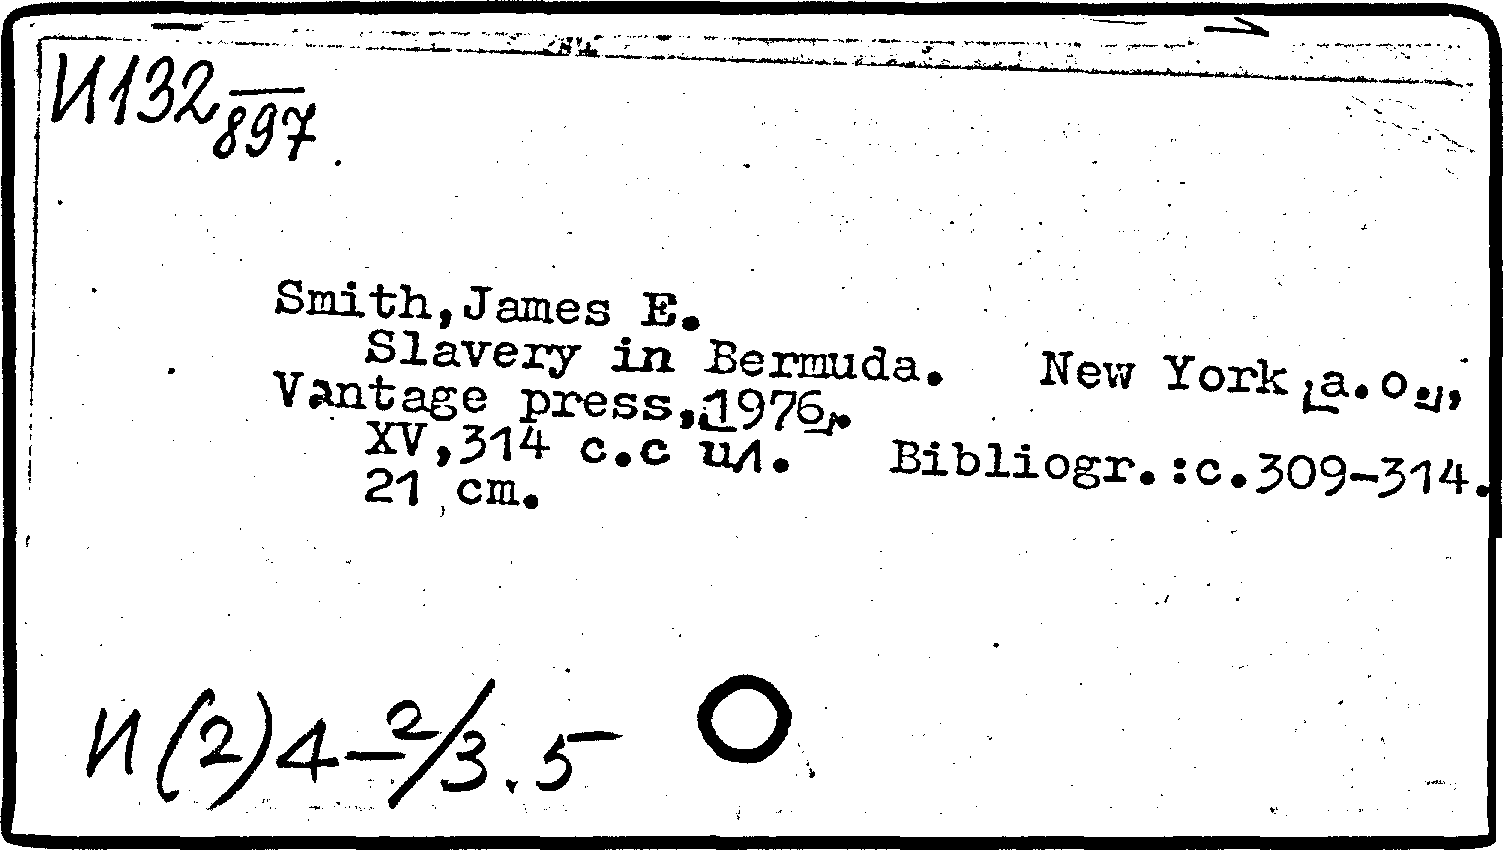 И132
897
Smith,James E.
Slavery in Bermuda. New York [a.o.],
Vantage press,[1976].
XV,314 с.с ил. Bibliogr.:с.309-314.
21 cm.
И(2)4-2/3.5-